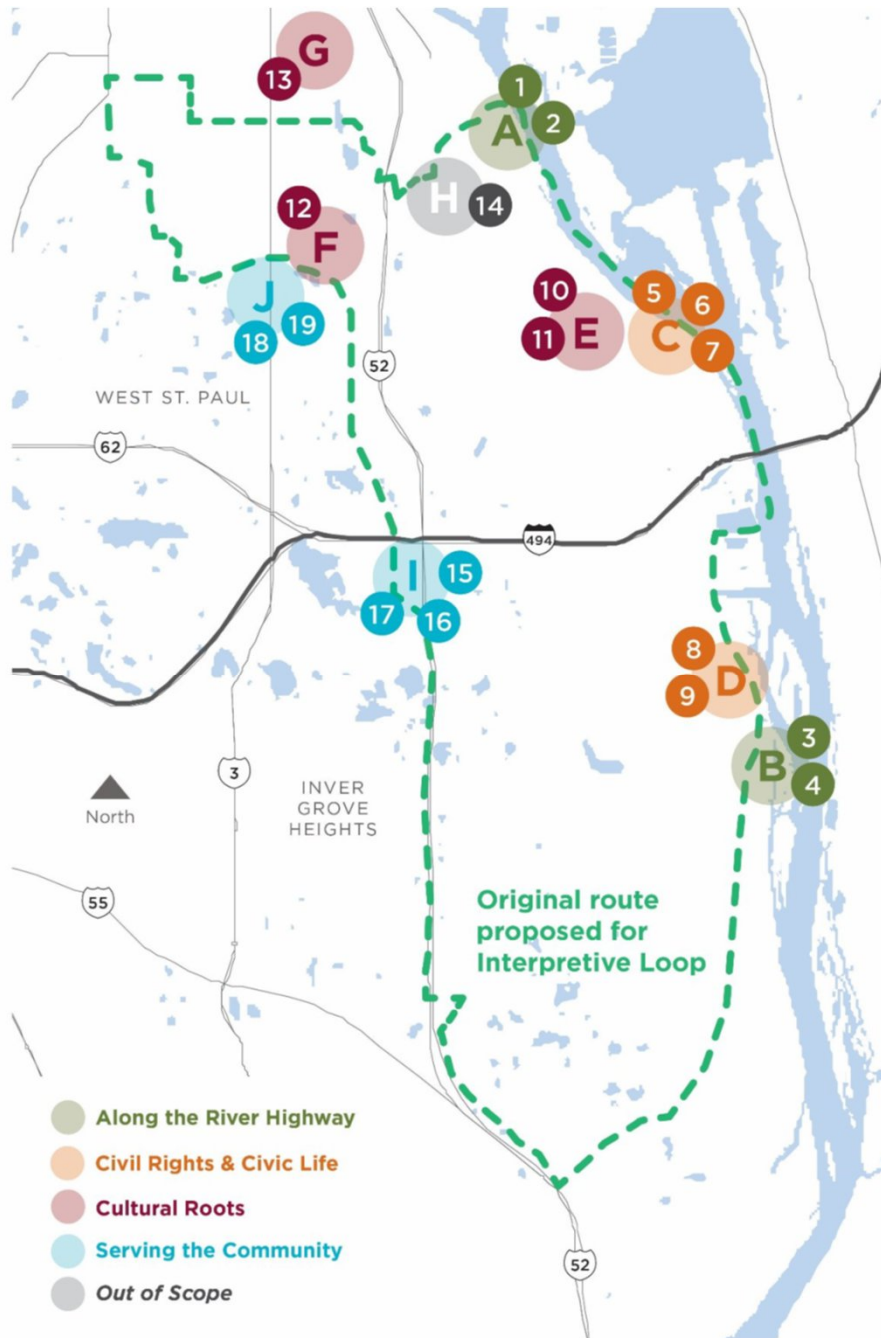 G
13
1
A
2
H
14
12
F
J
19
18
5
6
C
7
10
E
11
52
WEST ST. PAUL
62
494
I
15
17
16
8
D
9
3
B
4
3
North
INVER
GROVE
HEIGHTS
55
Original route
proposed for
Interpretive Loop
Along the River Highway
Civil Rights & Civic Life
Cultural Roots
Serving the Community
Out of Scope
52